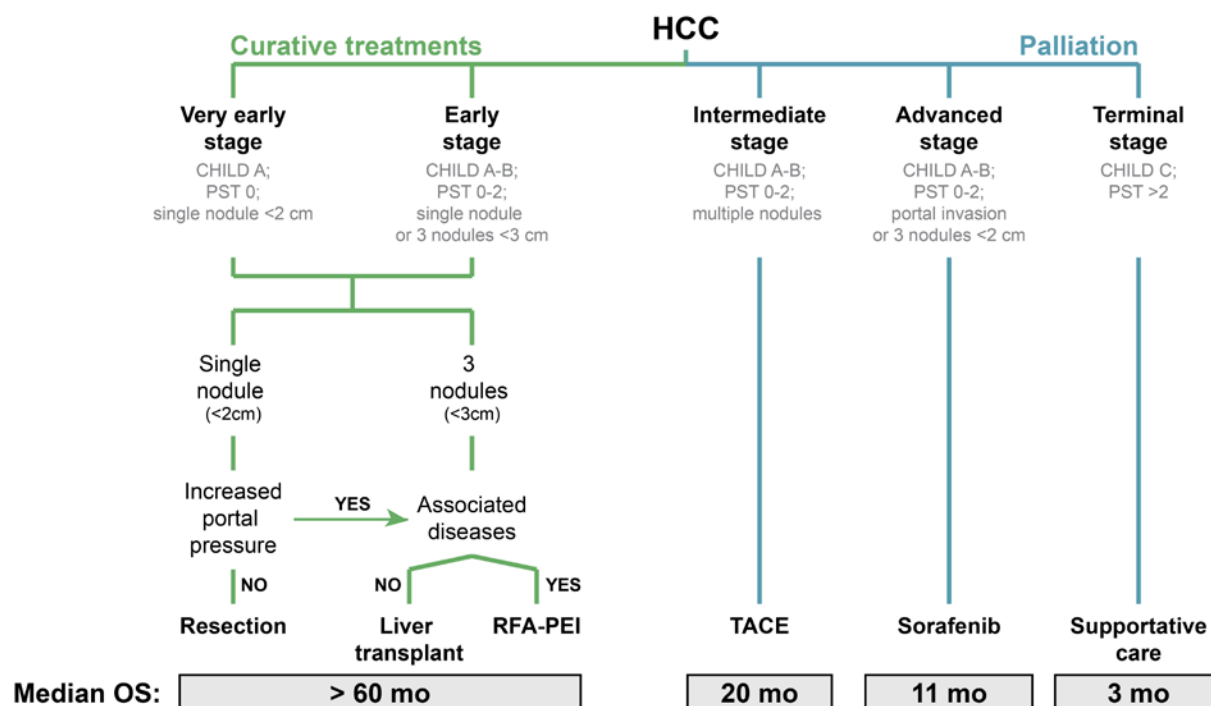 HCC
Curative treatments
Palliation
Very early
stage
CHILD A;
PST 0;
single nodule <2 cm
Early
stage
CHILD A-B;
PST 0-2;
single nodule
or 3 nodules <3 cm
Intermediate
stage
CHILD A-B;
PST 0-2;
multiple nodules
Advanced
stage
CHILD A-B;
PST 0-2;
portal invasion
or 3 nodules <2 cm
Terminal
stage
CHILD C;
PST >2
Single
nodule
(<2cm)
3
nodules
(<3cm)
Increased
portal
pressure
YES
Associated
diseases
NO
NO
YES
Resection
Liver
transplant
RFA-PEI
TACE
Sorafenib
Supportative
care
Median OS:
> 60 mo
20 mo
11 mo
3 mo